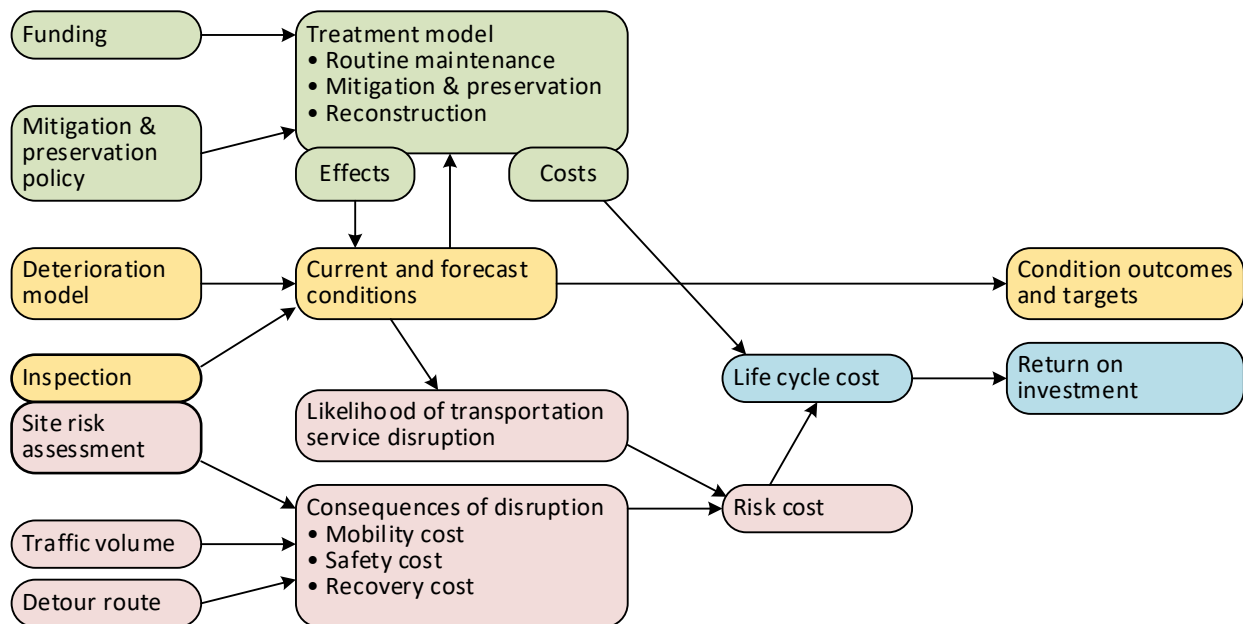 Funding
Treatment model
• Routine maintenance
• Mitigation & preservation
• Reconstruction
Mitigation &
preservation
policy
Effects
Costs
Deterioration
model
Current and forecast
conditions
Condition outcomes
and targets
Inspection
Site risk
assessment
Likelihood of transportation
service disruption
Life cycle cost
Return on
investment
Consequences of disruption
• Mobility cost
• Safety cost
• Recovery cost
Risk cost
Traffic volume
Detour route